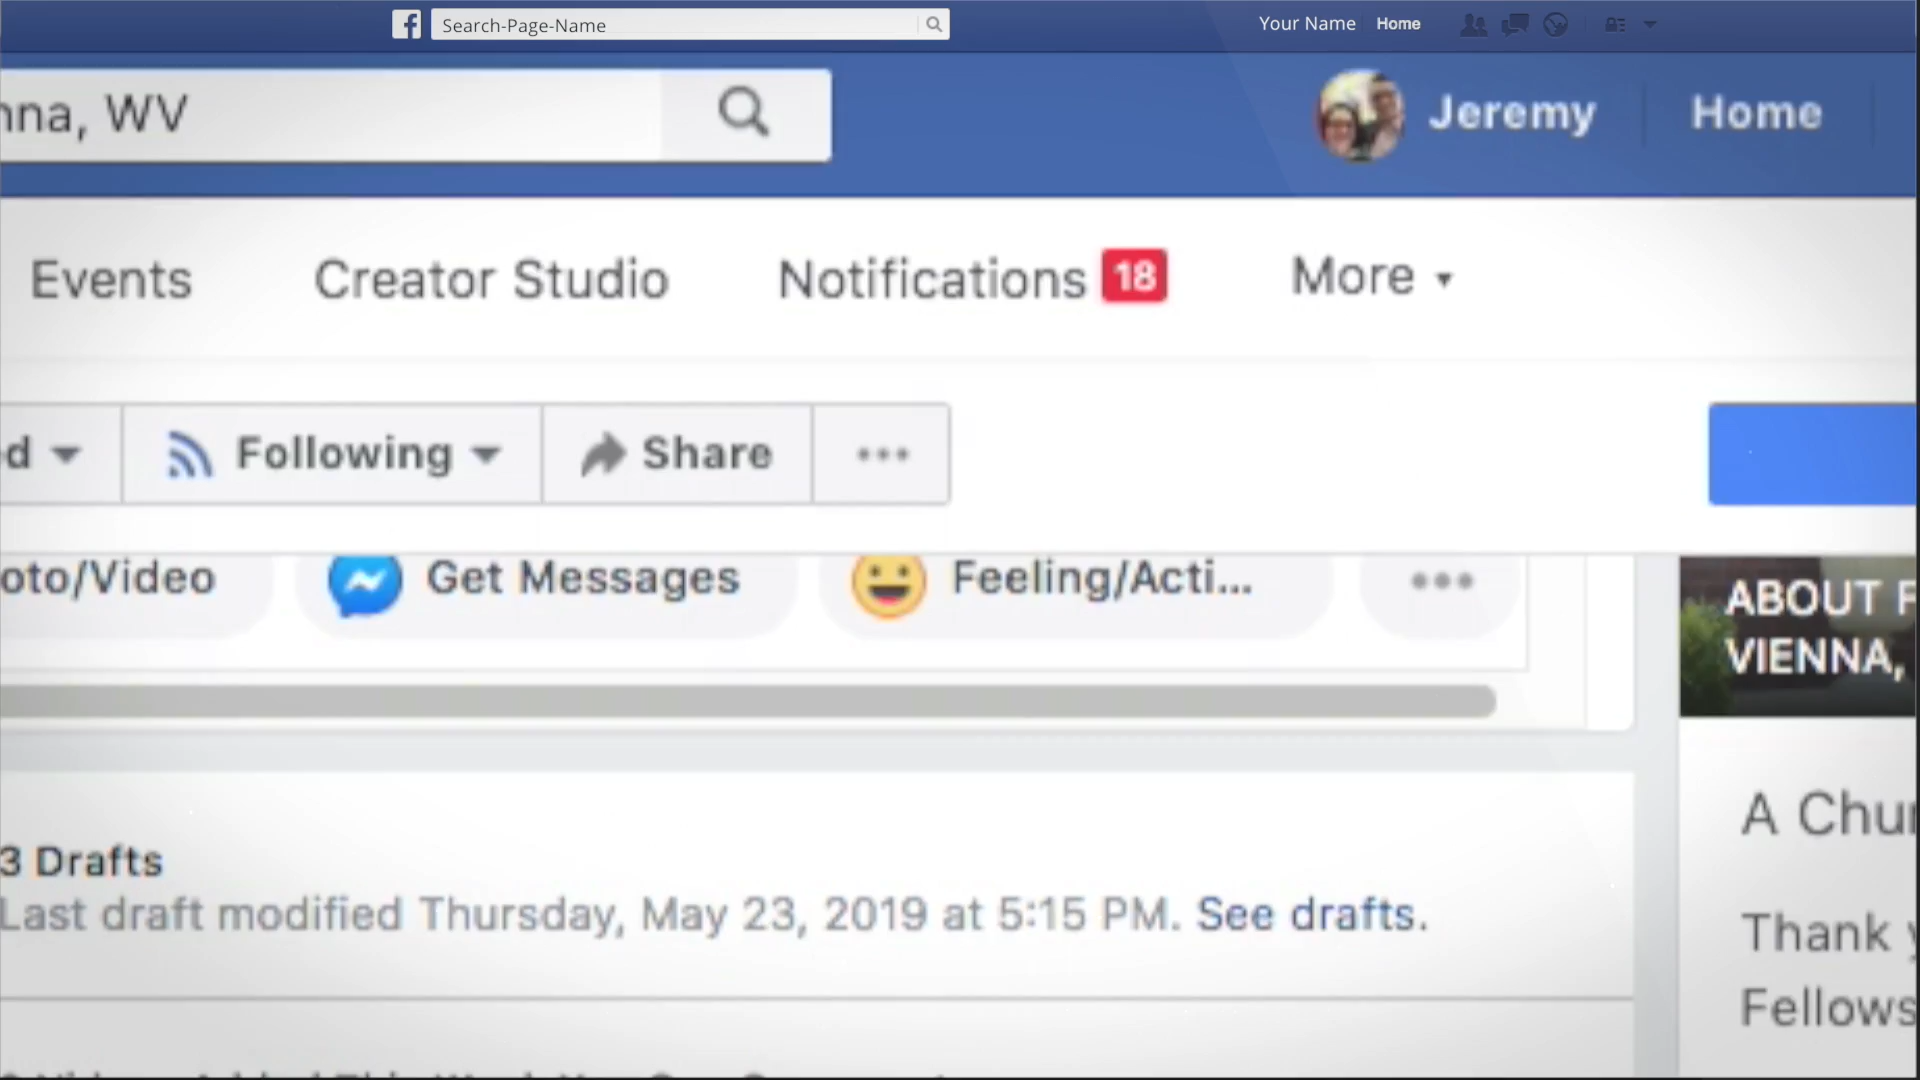 Search-Page-Name
Your Name Home
nna, WV
Jeremy Home
Events Creator Studio Notifications 18 More
d Following Share
oto/Video Get Messages Feeling/Acti...
ABOUT F
VIENNA,
3 Drafts
Last draft modified Thursday, May 23, 2019 at 5:15 PM. See drafts.
A Chu
Thank y
Fellows